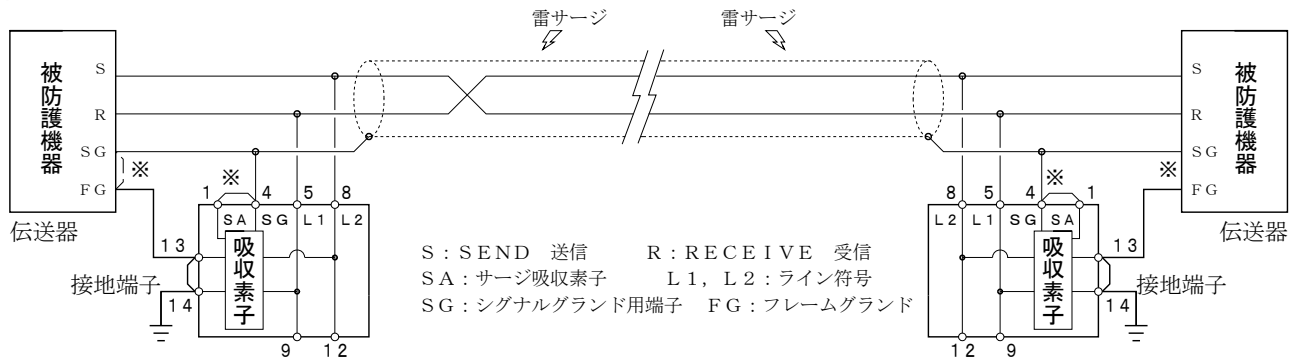 雷サージ
雷サージ
被防護機器
S
R
SG
FG
※
伝送器
被防護機器
S
R
SG
FG
※
伝送器
1
※
4
5
8
SA
SG
L1
L2
吸収素子
13
接地端子
14
9
12
S：SEND 送信 R：RECEIVE 受信
SA：サージ吸収素子 L1，L2：ライン符号
SG：シグナルグランド用端子 FG：フレームグランド
8
5
4
※
1
L2
L1
SG
SA
吸収素子
13
接地端子
14
12
9